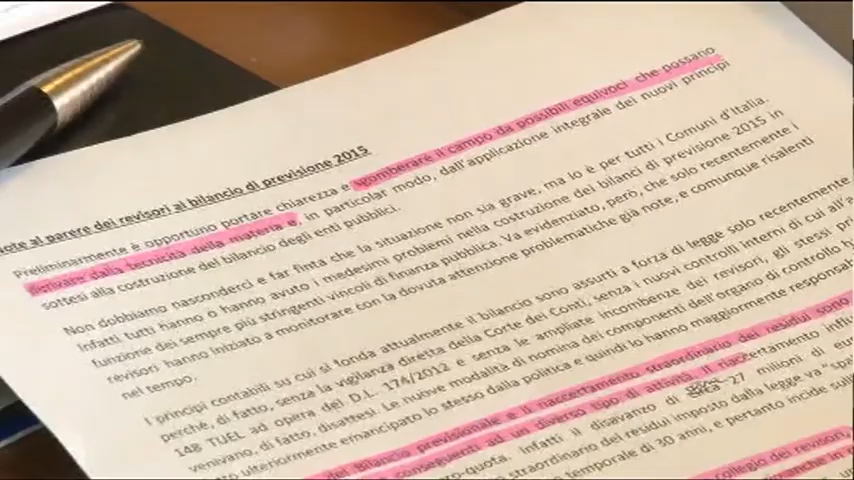 note al parere dei revisori al bilancio di previsione 2015
Preliminarmente è opportuno portare chiarezza e sgomberare il campo da possibili equivoci che possano
derivare dalla tecnicità della materia e, in particolar modo, dall'applicazione integrale dei nuovi principi
sottesi alla costruzione del bilancio degli enti pubblici.
Non dobbiamo nasconderci e far finta che la situazione non sia grave, ma lo è per tutti i Comuni d'Italia.
Infatti tutti hanno o hanno avuto i medesimi problemi nella costruzione dei bilanci di previsione 2015 in
funzione dei sempre più stringenti vincoli di finanza pubblica. Va evidenziato, però, che solo recentemente i
revisori hanno iniziato a monitorare con la dovuta attenzione problematiche già note, e comunque risalenti
nel tempo.
I principi contabili su cui si fonda attualmente il bilancio sono assurti a forza di legge solo recentemente
perché, di fatto, senza la vigilanza diretta della Corte dei Conti, senza i nuovi controlli interni di cui all'a
148 TUEL ad opera del D.L. 174/2012 e senza le ampliate incombenze dei revisori, gli stessi pri
venivano, di fatto, disattesi. Le nuove modalità di nomina dei componenti dell'organo di controllo h
ulteriormente emancipato lo stesso dalla politica e quindi lo hanno maggiormente responsab
del Bilancio previsionale e il riaccertamento straordinario dei residui sono
conseguenti ad un diverso tipo di attività. Il riaccertamento influ
-quota. Infatti il disavanzo di 27 milioni di eur
straordinario dei residui imposto dalla legge va "spa
temporale di 30 anni, e pertanto incide sull
collegio dei revisori,